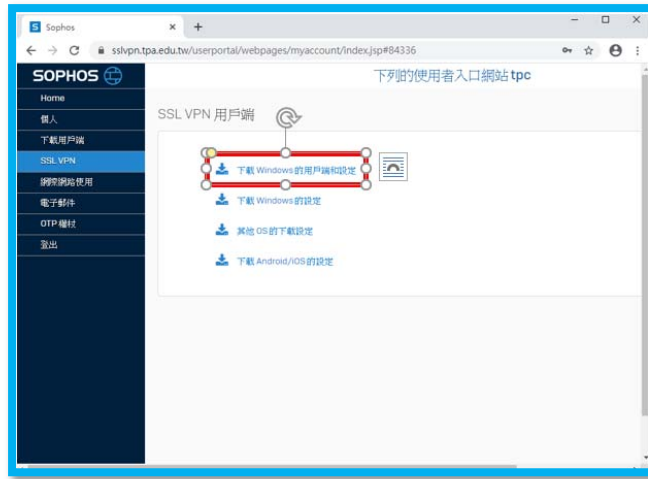 Sophos
sslvpn.tpa.edu.tw/userportal/webpages/myaccount/index.jsp#84336
SOPHOS
下列的使用者入口網站 tpc
Home
個人
下載用戶端
SSL VPN
網際網路使用
電子郵件
OTP 權杖
登出
SSL VPN 用戶端
下載 Windows 的用戶端和設定
下載 Windows 的設定
其他 OS 的下載設定
下載 Android/iOS 的設定